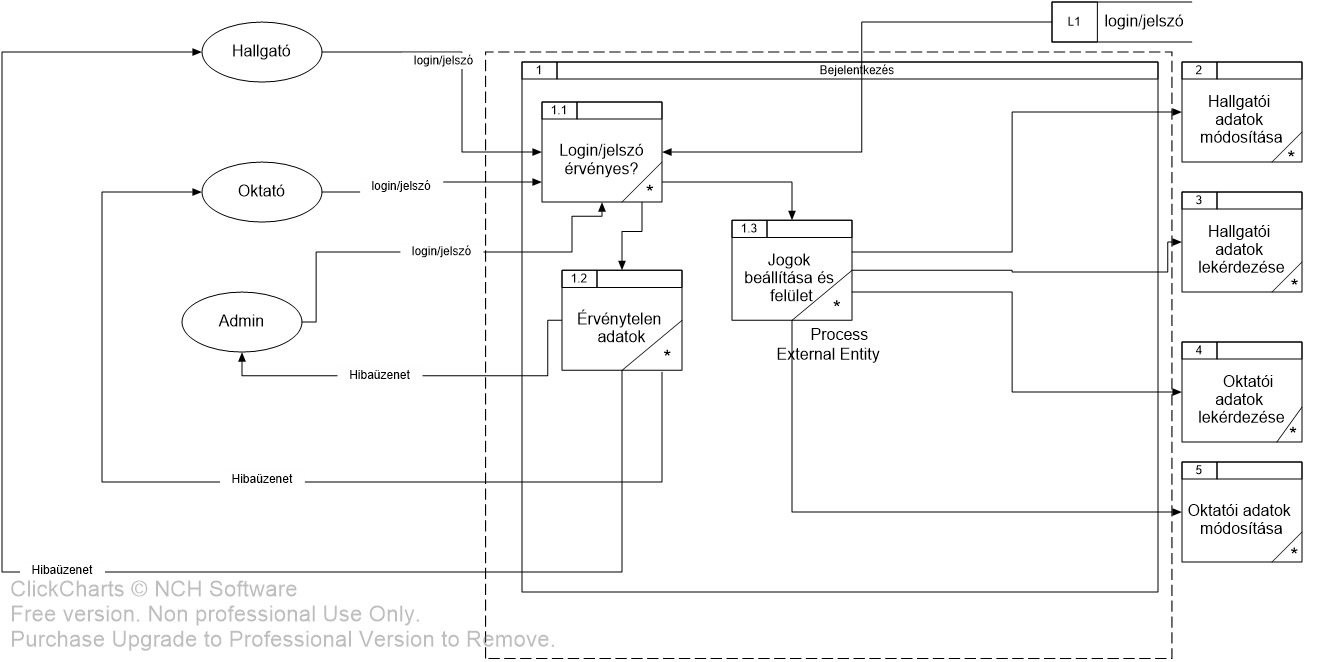 L1
login/jelszó
Hallgató
login/jelszó
1
Bejelentkezés
2
Hallgatói
adatok
módosítása
*
1.1
Login/jelszó
érvényes?
*
Oktató
login/jelszó
3
Hallgatói
adatok
lekérdezése
*
1.3
Jogok
beállítása és
felület
*
login/jelszó
1.2
Érvénytelen
adatok
*
Admin
Process
External Entity
4
Oktatói
adatok
lekérdezése
*
Hibaüzenet
Hibaüzenet
5
Oktatói adatok
módosítása
*
Hibaüzenet
ClickCharts © NCH Software
Free version. Non professional Use Only.
Purchase Upgrade to Professional Version to Remove.